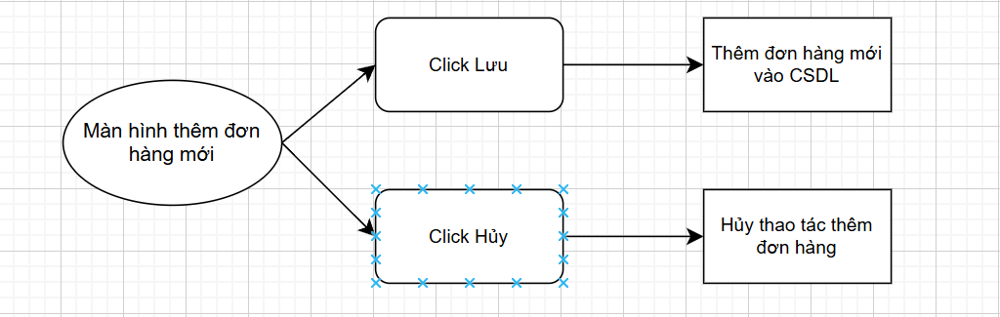 Màn hình thêm đơn
hàng mới
Click Lưu
Thêm đơn hàng mới
vào CSDL
Click Hủy
Hủy thao tác thêm
đơn hàng